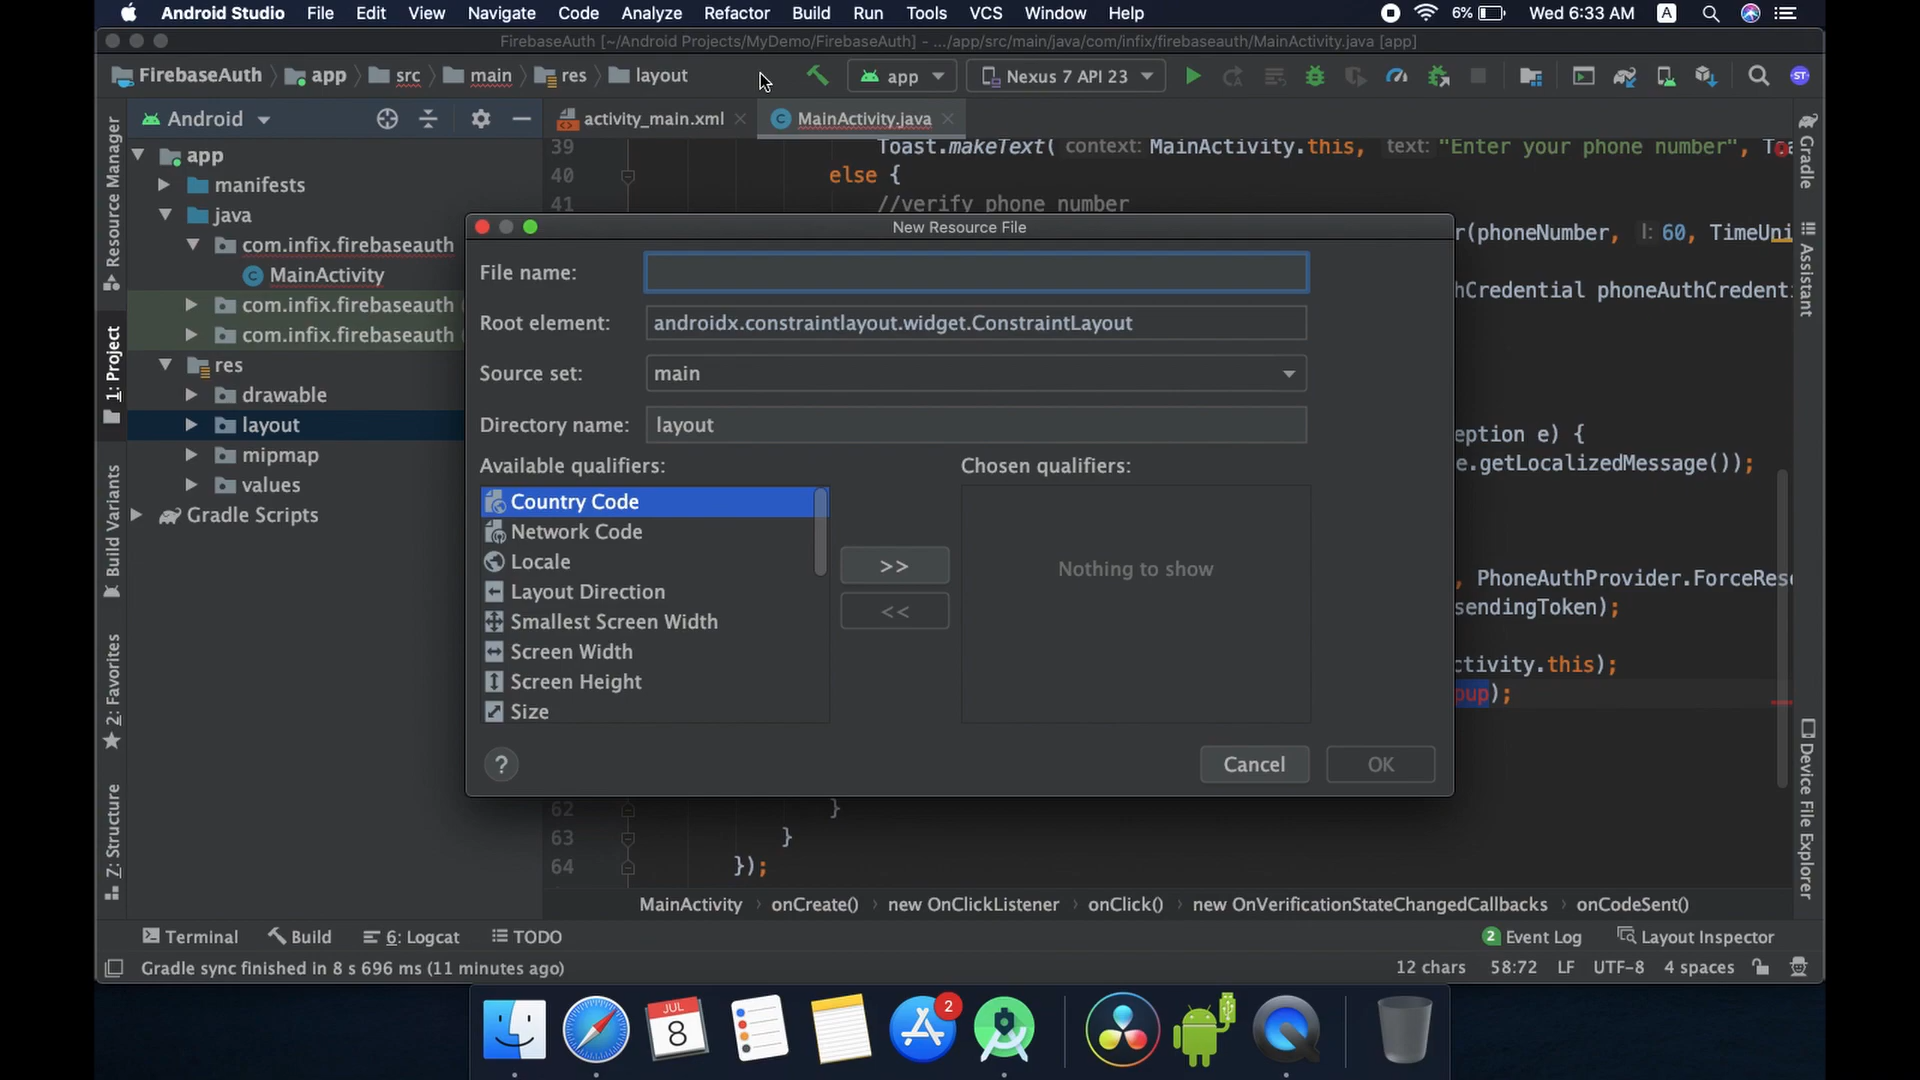 Android Studio File Edit View Navigate Code Analyze Refactor Build Run Tools VCS Window Help 6% Wed 6:33 AM A
FirebaseAuth [~/Android Projects/MyDemo/FirebaseAuth] - .../app/src/main/java/com/infix/firebaseauth/MainActivity.java [app]
FirebaseAuth app src main res layout app Nexus 7 API 23 ST
Android activity_main.xml MainActivity.java
39 Toast.makeText( context: MainActivity.this, text: "Enter your phone number",
40 else {
41 //verify phone number
app
manifests
java
com.infix.firebaseauth
MainActivity
com.infix.firebaseauth (
com.infix.firebaseauth (
res
drawable
layout
mipmap
values
Gradle Scripts
Resource Manager
1: Project
Build Variants
2: Favorites
7: Structure
New Resource File
File name:
Root element: androidx.constraintlayout.widget.ConstraintLayout
Source set: main
Directory name: layout
Available qualifiers: Chosen qualifiers:
Country Code
Network Code
Locale
Layout Direction
Smallest Screen Width
Screen Width
Screen Height
Size
>>
<<
Nothing to show
? Cancel OK
r(phoneNumber, l: 60, TimeUni
hCredential phoneAuthCredent
eption e) {
e.getLocalizedMessage());
, PhoneAuthProvider.ForceRes
sendingToken);
ctivity.this);
pup);
62 }
63 }
64 });
Gradle
Assistant
Device File Explorer
MainActivity onCreate() new OnClickListener onClick() new OnVerificationStateChangedCallbacks onCodeSent()
Terminal Build 6: Logcat TODO 2 Event Log Layout Inspector
Gradle sync finished in 8 s 696 ms (11 minutes ago) 12 chars 58:72 LF UTF-8 4 spaces
JUL
8
2